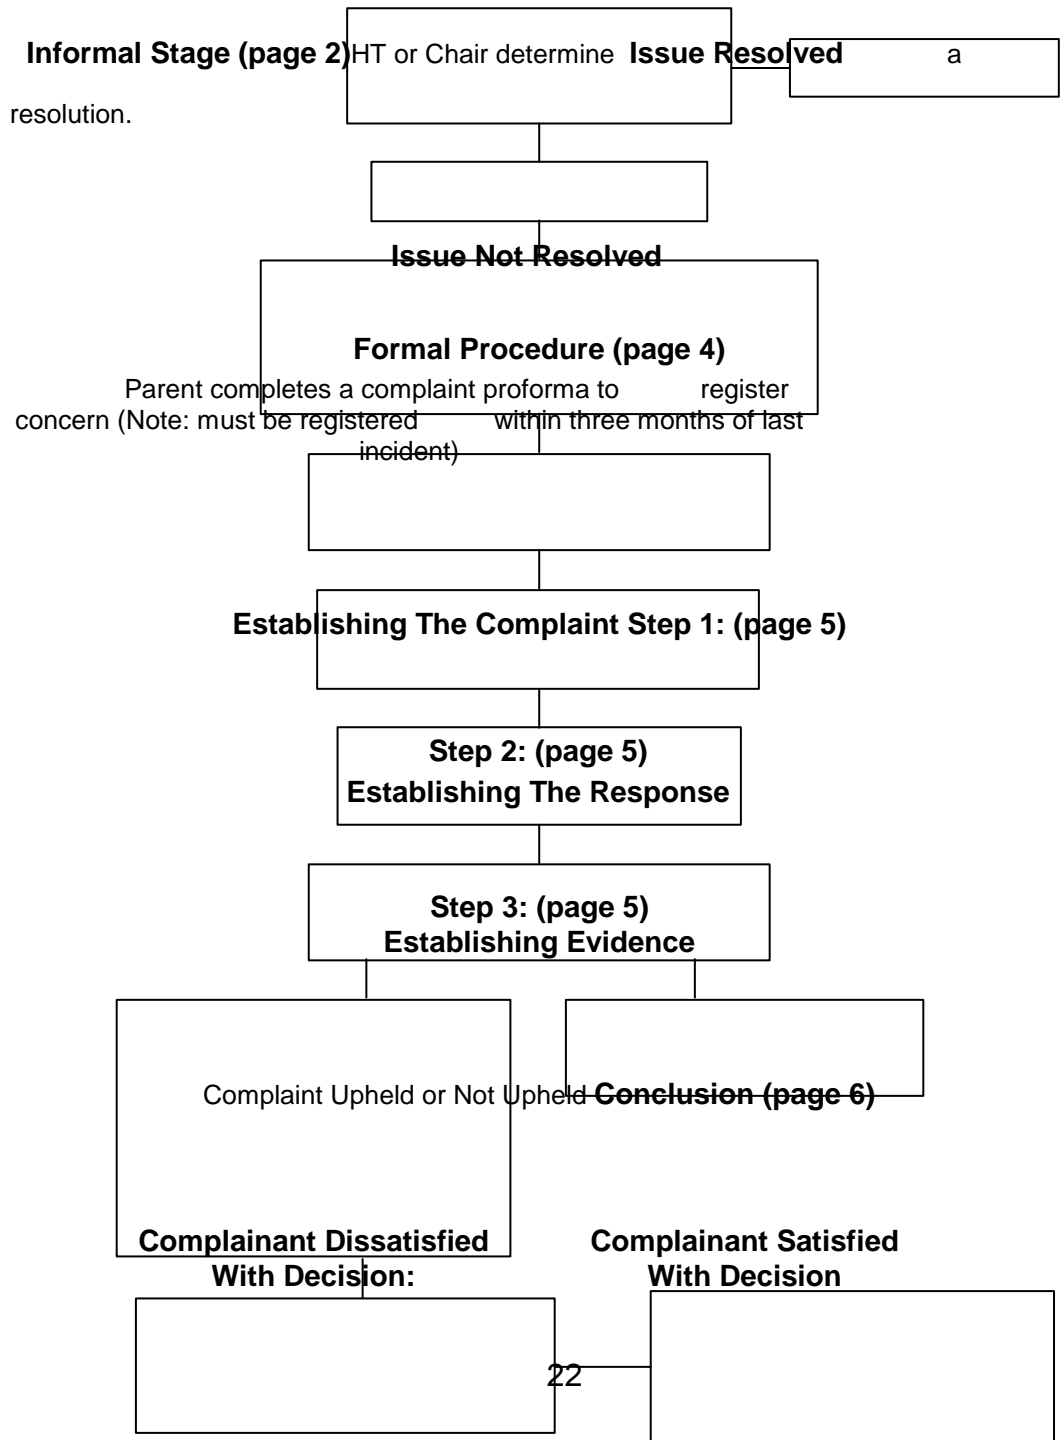 Informal Stage (page 2) HT or Chair determine Issue Resolved a
resolution.
Issue Not Resolved
Formal Procedure (page 4)
Parent completes a complaint proforma to register
concern (Note: must be registered within three months of last
incident)
Establishing The Complaint Step 1: (page 5)
Step 2: (page 5)
Establishing The Response
Step 3: (page 5)
Establishing Evidence
Complaint Upheld or Not Upheld Conclusion (page 6)
Complainant Dissatisfied Complainant Satisfied
With Decision: With Decision
22